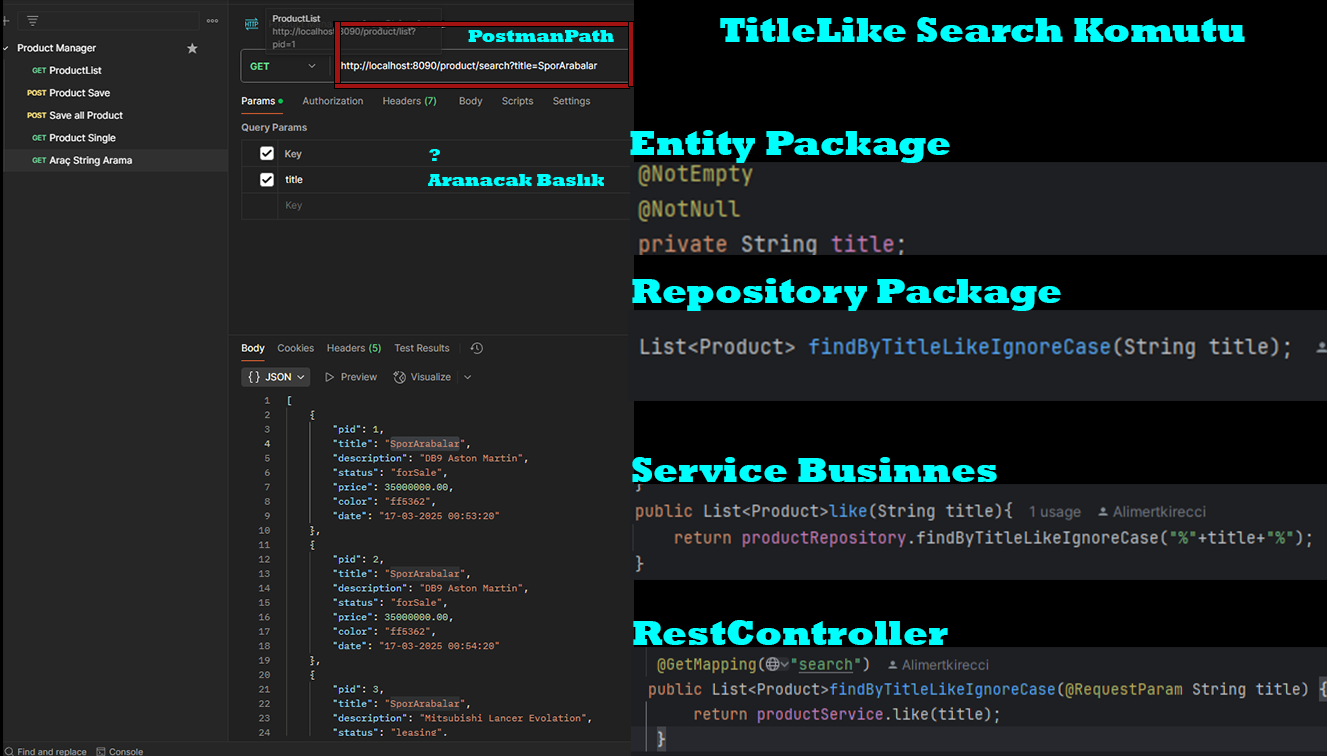 Product Manager
GET ProductList
POST Product Save
POST Save all Product
GET Product Single
GET Araç String Arama
HTTP
ProductList
http://localhost:8090/product/list?
pid=1
PostmanPath
GET
http://localhost:8090/product/search?title=SporArabalar
Params
Authorization
Headers (7)
Body
Scripts
Settings
Query Params
Key
?
title
Aranacak Baslık
Key
Body
Cookies
Headers (5)
Test Results
{} JSON
Preview
Visualize
1 [
2 {
3 "pid": 1,
4 "title": "SporArabalar",
5 "description": "DB9 Aston Martin",
6 "status": "forSale",
7 "price": 35000000.00,
8 "color": "ff5362",
9 "date": "17-03-2025 00:53:20"
10 },
11 {
12 "pid": 2,
13 "title": "SporArabalar",
14 "description": "DB9 Aston Martin",
15 "status": "forSale",
16 "price": 35000000.00,
17 "color": "ff5362",
18 "date": "17-03-2025 00:54:20"
19 },
20 {
21 "pid": 3,
22 "title": "SporArabalar",
23 "description": "Mitsubishi Lancer Evolation",
24 "status": "leasing",
Find and replace
Console
TitleLike Search Komutu
Entity Package
@NotEmpty
@NotNull
private String title;
Repository Package
List<Product> findByTitleLikeIgnoreCase(String title);
Service Businnes
}
public List<Product>like(String title){ 1 usage Alimertkirecci
return productRepository.findByTitleLikeIgnoreCase("%"+title+"%");
}
RestController
@GetMapping("search") Alimertkirecci
public List<Product>findByTitleLikeIgnoreCase(@RequestParam String title) {
return productService.like(title);
}